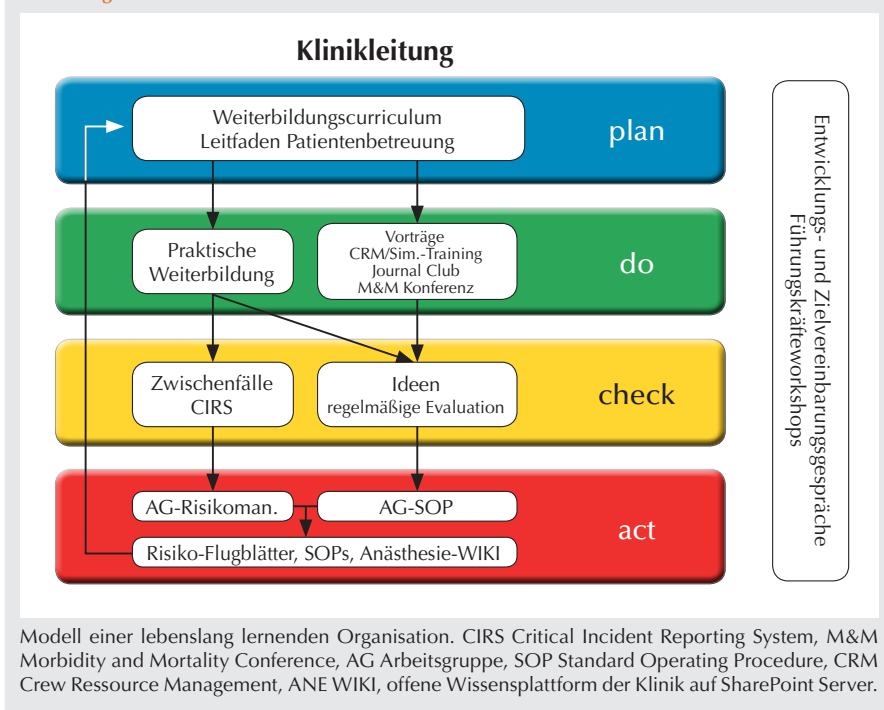 Klinikleitung
Weiterbildungscurriculum
Leitfaden Patientenbetreuung
plan
Praktische
Weiterbildung
Vorträge
CRM/Sim.-Training
Journal Club
M&M Konferenz
do
Zwischenfälle
CIRS
Ideen
regelmäßige Evaluation
check
AG-Risikoman.
AG-SOP
Risiko-Flugblätter, SOPs, Anästhesie-WIKI
act
Entwicklungs- und Zielvereinbarungsgespräche
Führungskräfteworkshops
Modell einer lebenslang lernenden Organisation. CIRS Critical Incident Reporting System, M&M
Morbidity and Mortality Conference, AG Arbeitsgruppe, SOP Standard Operating Procedure, CRM
Crew Ressource Management, ANE WIKI, offene Wissensplattform der Klinik auf SharePoint Server.